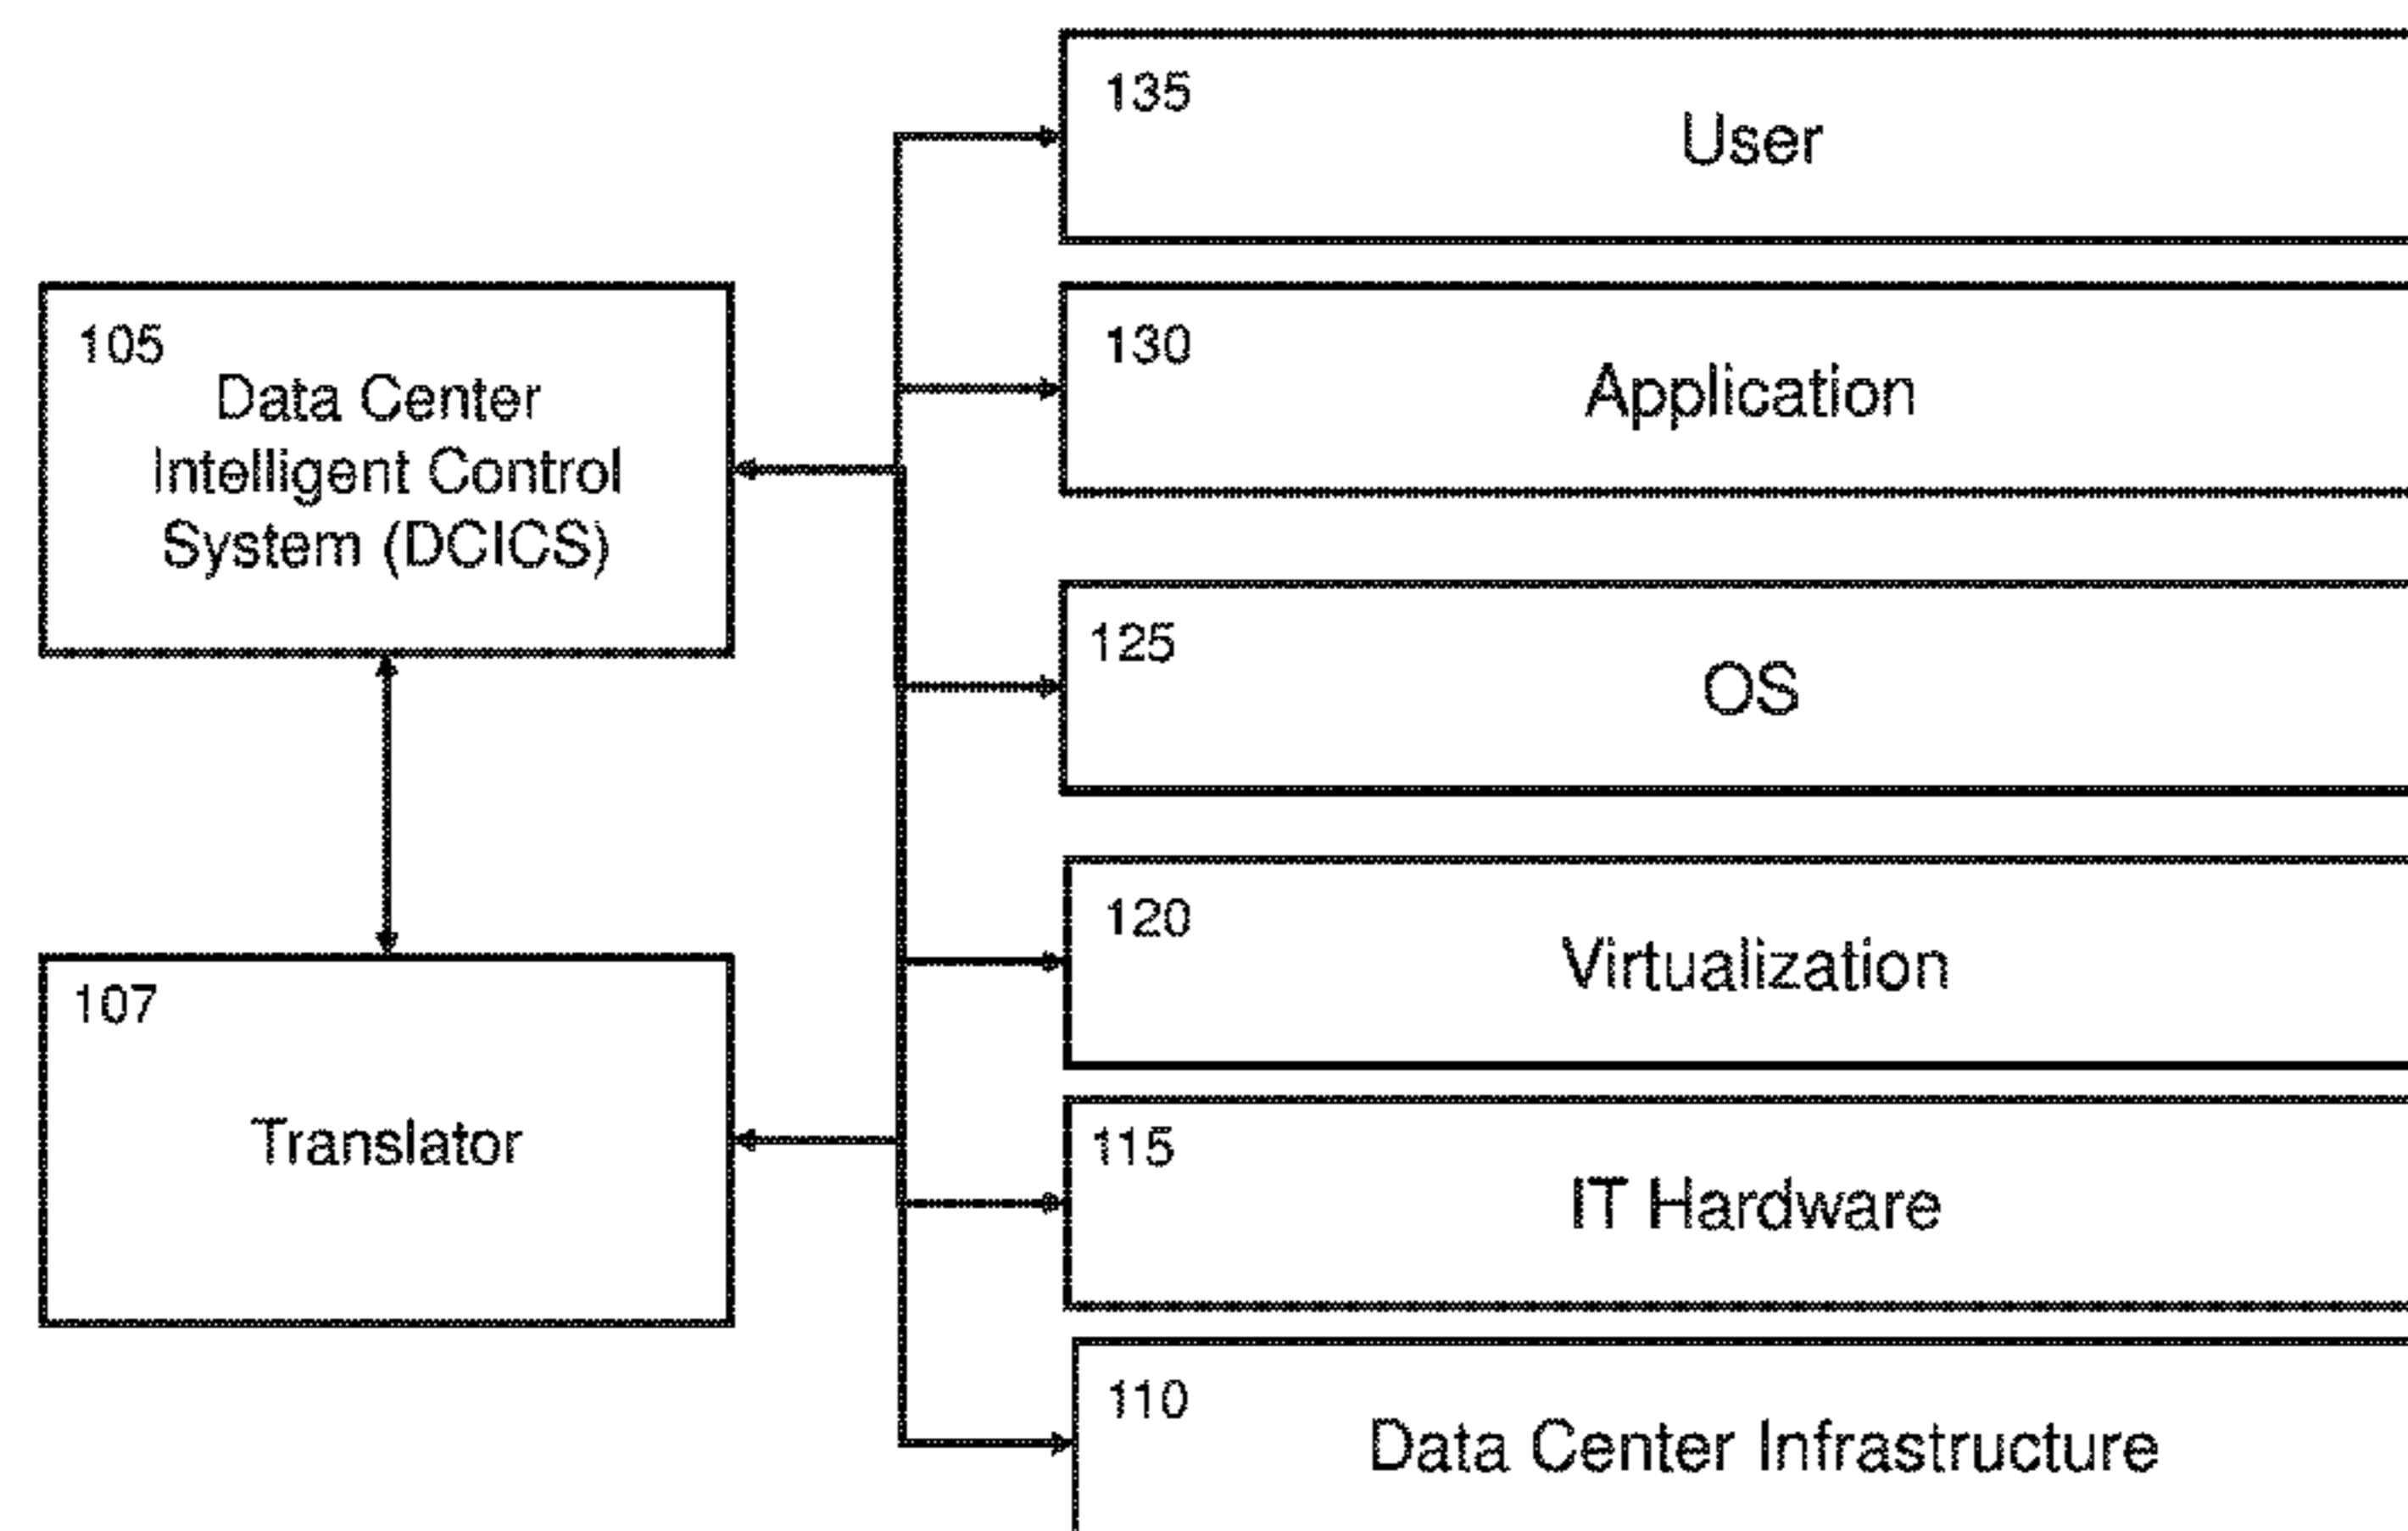 135
User
105
Data Center
Intelligent Control
System (DCICS)
130
Application
125
OS
120
Virtualization
107
Translator
115
IT Hardware
110
Data Center Infrastructure